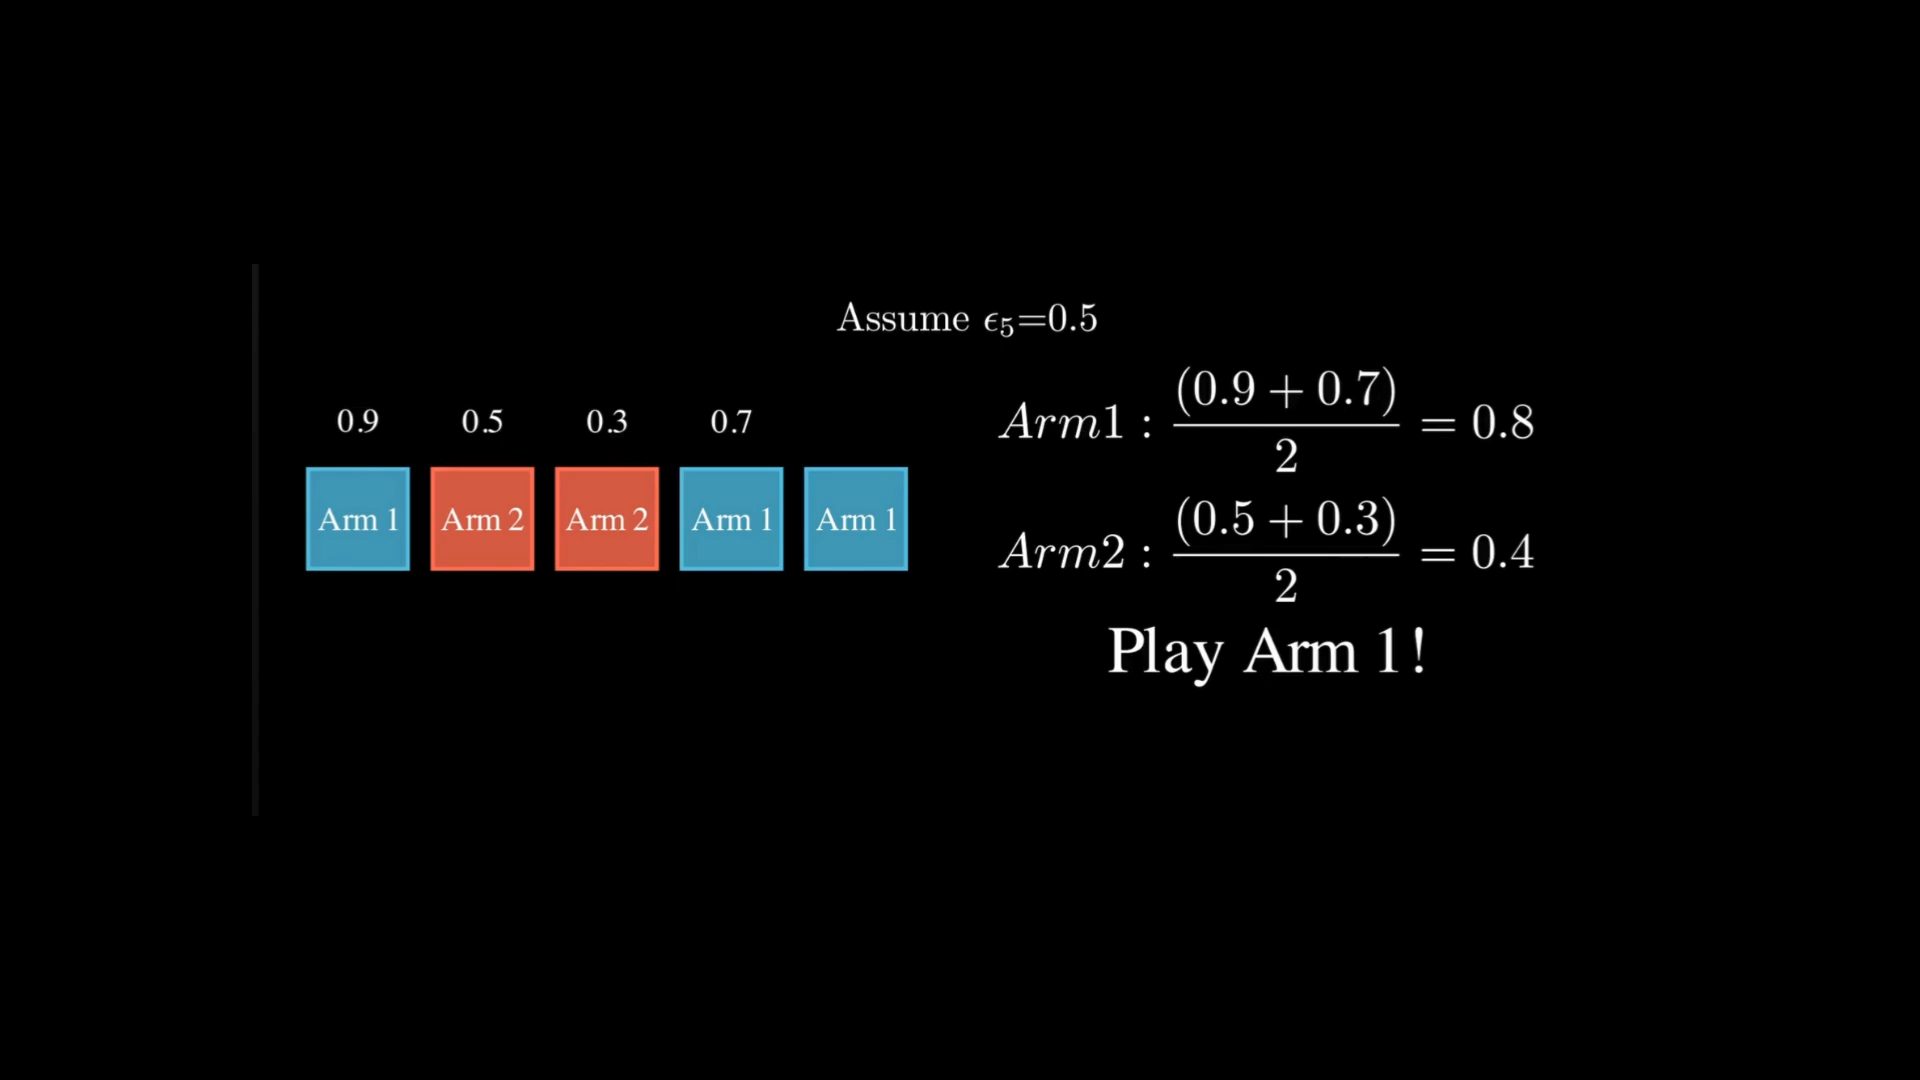 Assume ϵ₅=0.5
0.9 0.5 0.3 0.7
Arm 1 Arm 2 Arm 2 Arm 1 Arm 1
Arm1 : (0.9 + 0.7) / 2 = 0.8
Arm2 : (0.5 + 0.3) / 2 = 0.4
Play Arm 1!